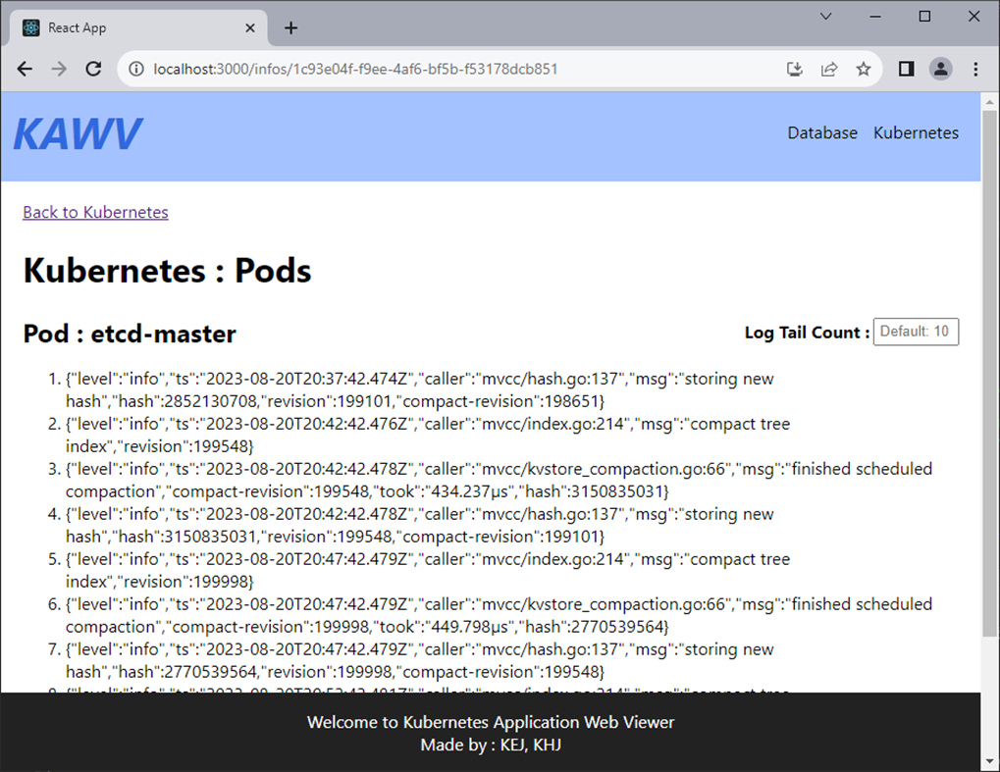 React App
localhost:3000/infos/1c93e04f-f9ee-4af6-bf5b-f53178dcb851
KAWV
Database Kubernetes
Back to Kubernetes
Kubernetes : Pods
Pod : etcd-master
Log Tail Count : Default: 10
1. {"level":"info","ts":"2023-08-20T20:37:42.474Z","caller":"mvcc/hash.go:137","msg":"storing new
hash","hash":2852130708,"revision":199101,"compact-revision":198651}
2. {"level":"info","ts":"2023-08-20T20:42:42.476Z","caller":"mvcc/index.go:214","msg":"compact tree
index","revision":199548}
3. {"level":"info","ts":"2023-08-20T20:42:42.478Z","caller":"mvcc/kvstore_compaction.go:66","msg":"finished scheduled
compaction","compact-revision":199548,"took":"434.237µs","hash":3150835031}
4. {"level":"info","ts":"2023-08-20T20:42:42.478Z","caller":"mvcc/hash.go:137","msg":"storing new
hash","hash":3150835031,"revision":199548,"compact-revision":199101}
5. {"level":"info","ts":"2023-08-20T20:47:42.479Z","caller":"mvcc/index.go:214","msg":"compact tree
index","revision":199998}
6. {"level":"info","ts":"2023-08-20T20:47:42.479Z","caller":"mvcc/kvstore_compaction.go:66","msg":"finished scheduled
compaction","compact-revision":199998,"took":"449.798µs","hash":2770539564}
7. {"level":"info","ts":"2023-08-20T20:47:42.479Z","caller":"mvcc/hash.go:137","msg":"storing new
hash","hash":2770539564,"revision":199998,"compact-revision":199548}
Welcome to Kubernetes Application Web Viewer
Made by : KEJ, KHJ